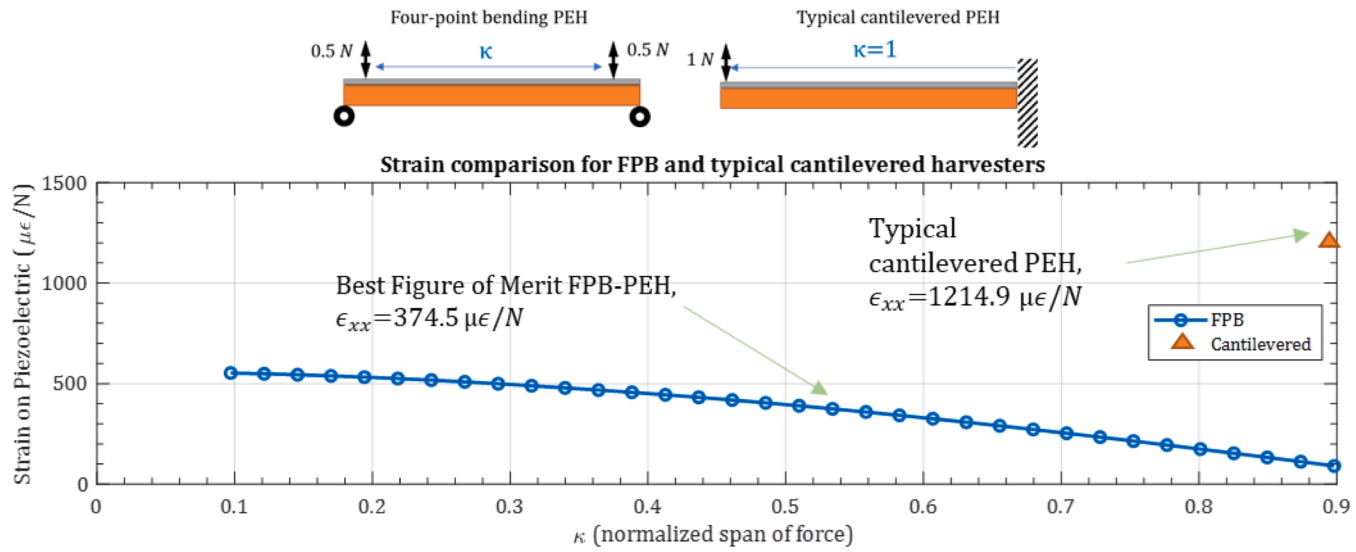 Four-point bending PEH
Typical cantilevered PEH
0.5 N
κ
0.5 N
1 N
κ=1
Strain comparison for FPB and typical cantilevered harvesters
Strain on Piezoelectric ( μϵ/N)
1500
1000
500
0
Best Figure of Merit FPB-PEH,
ϵxx=374.5 μϵ/N
Typical
cantilevered PEH,
ϵxx=1214.9 μϵ/N
FPB
Cantilevered
0
0.1
0.2
0.3
0.4
0.5
0.6
0.7
0.8
0.9
κ (normalized span of force)